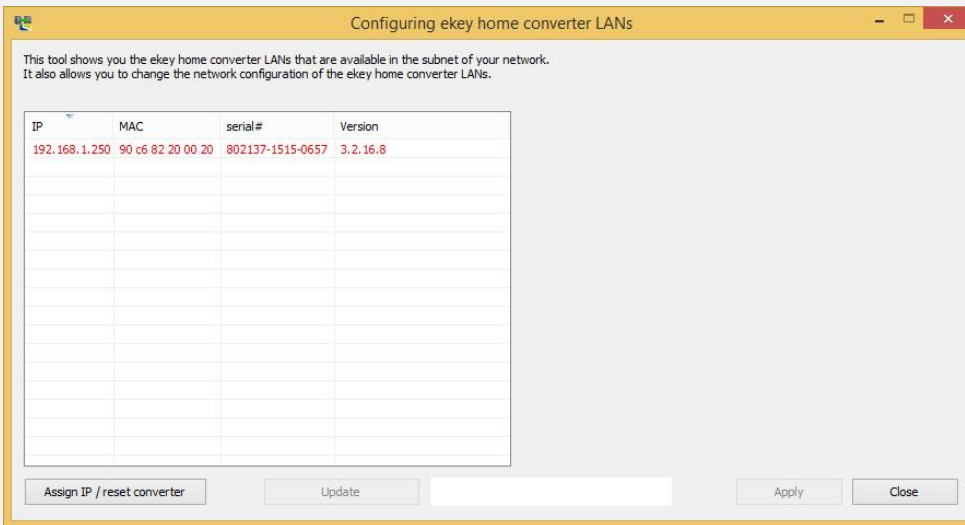 Configuring ekey home converter LANs
This tool shows you the ekey home converter LANs that are available in the subnet of your network.
It also allows you to change the network configuration of the ekey home converter LANs.
IP MAC serial# Version
192.168.1.250 90 c6 82 20 00 20 802137-1515-0657 3.2.16.8
Assign IP / reset converter Update Apply Close